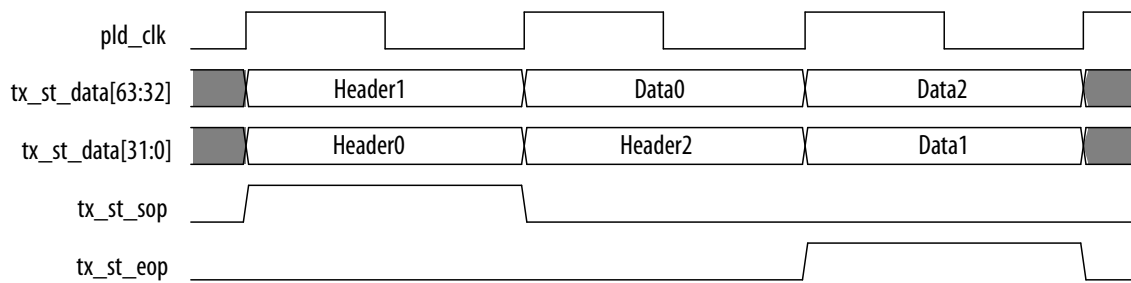 pld_clk
tx_st_data[63:32] Header1 Data0 Data2
tx_st_data[31:0] Header0 Header2 Data1
tx_st_sop
tx_st_eop